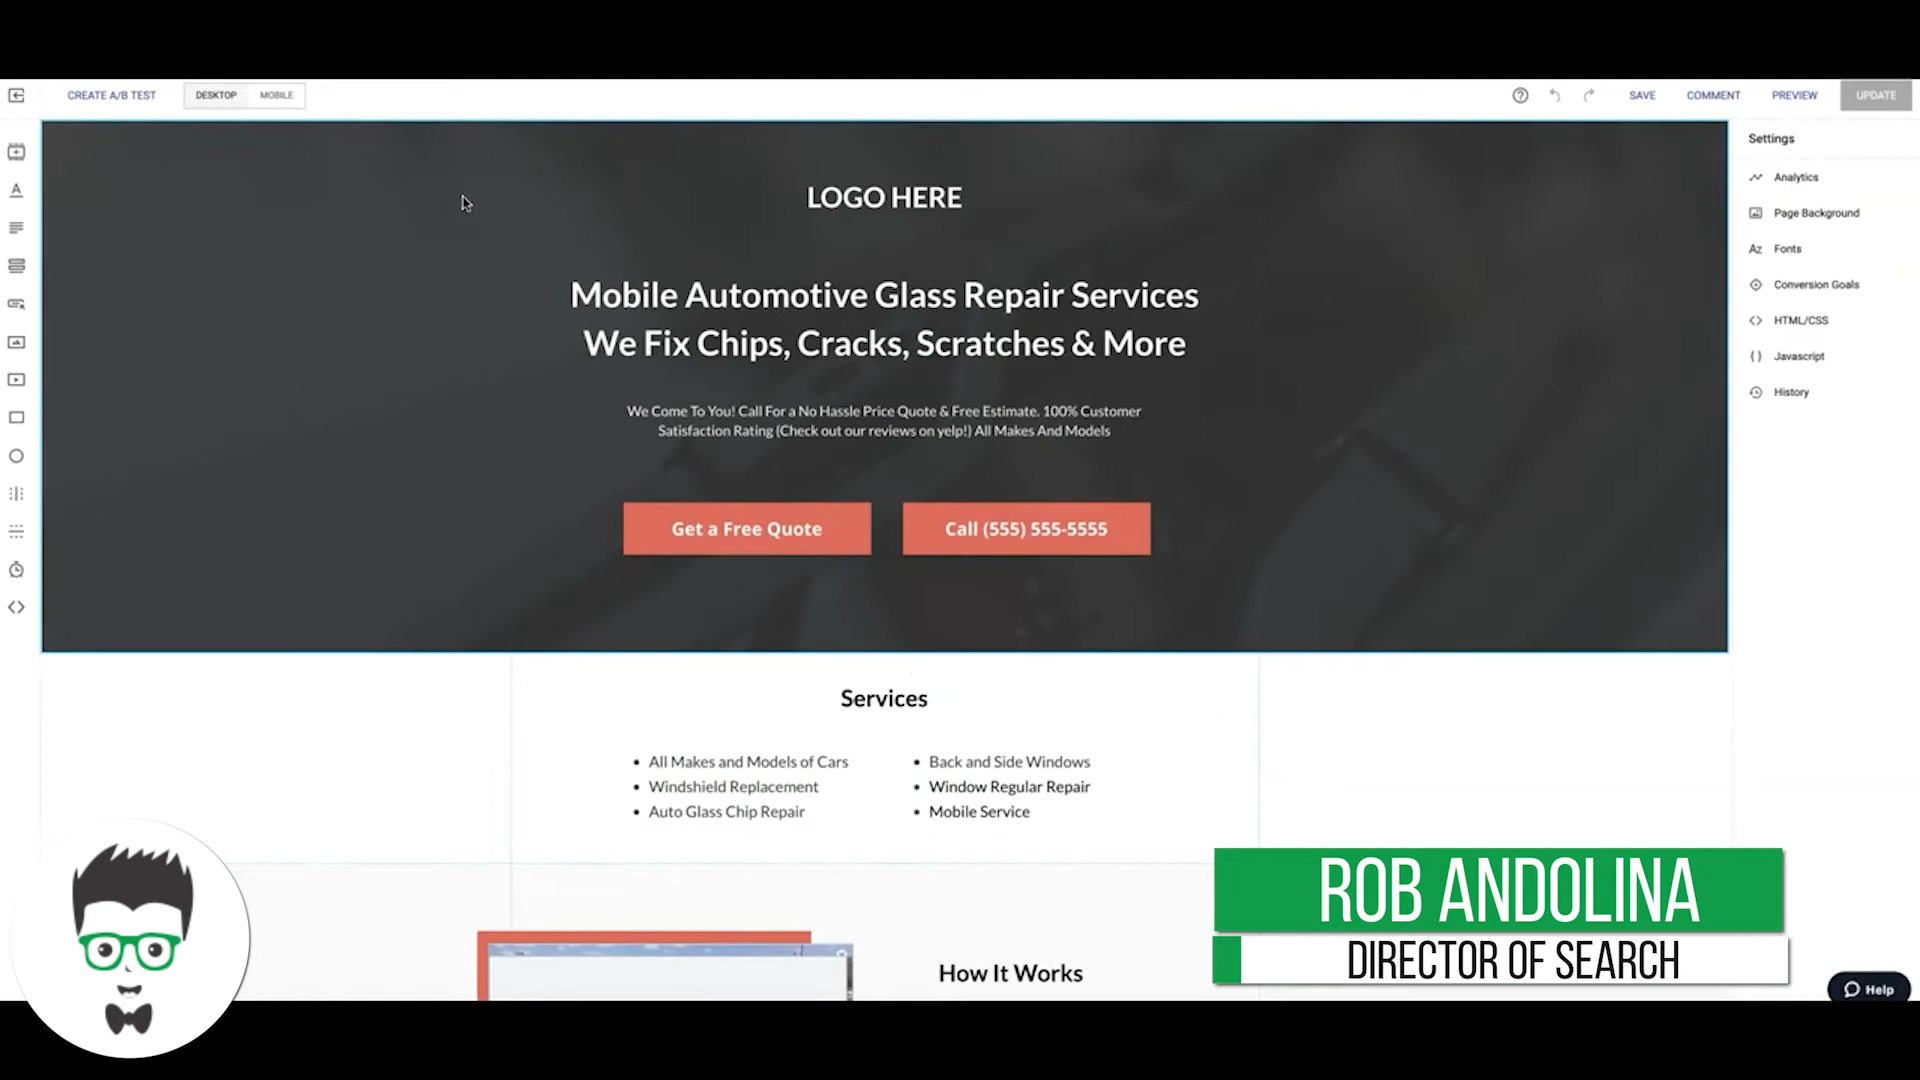 CREATE A/B TEST
DESKTOP
MOBILE
SAVE
COMMENT
PREVIEW
UPDATE
Settings
Analytics
Page Background
Fonts
Conversion Goals
HTML/CSS
Javascript
History
LOGO HERE
Mobile Automotive Glass Repair Services
We Fix Chips, Cracks, Scratches & More
We Come To You! Call For a No Hassle Price Quote & Free Estimate. 100% Customer
Satisfaction Rating (Check out our reviews on yelp!) All Makes And Models
Get a Free Quote
Call (555) 555-5555
Services
All Makes and Models of Cars
Windshield Replacement
Auto Glass Chip Repair
Back and Side Windows
Window Regular Repair
Mobile Service
How It Works
ROB ANDOLINA
DIRECTOR OF SEARCH
Help